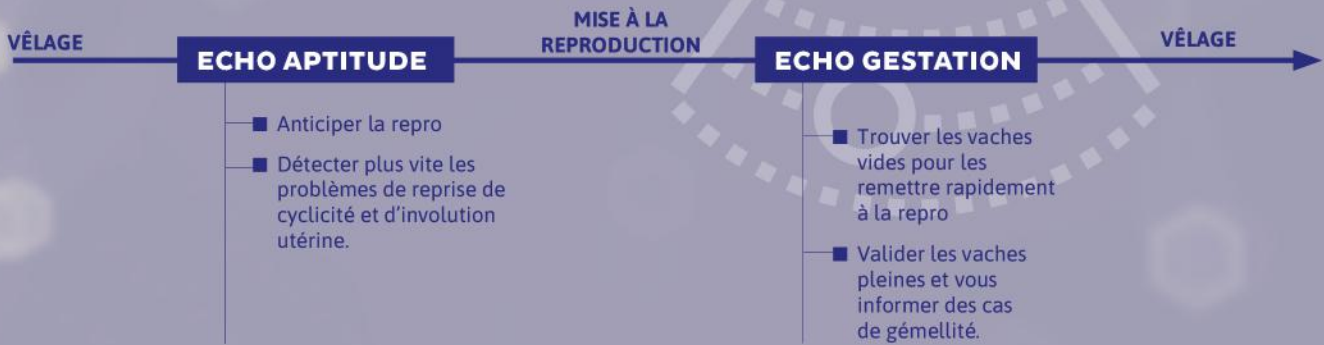 VÊLAGE
ECHO APTITUDE
MISE À LA
REPRODUCTION
ECHO GESTATION
VÊLAGE
■ Anticiper la repro
■ Détecter plus vite les
problèmes de reprise de
cyclicité et d'involution
utérine.
■ Trouver les vaches
vides pour les
remettre rapidement
à la repro
■ Valider les vaches
pleines et vous
informer des cas
de gémellité.